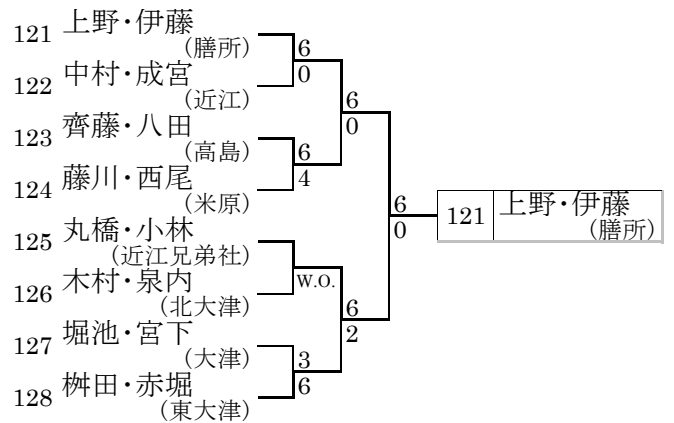 121 上野・伊藤
(膳所)
6
0
122 中村・成宮
(近江)
6
0
123 齊藤・八田
(高島)
6
4
124 藤川・西尾
(米原)
6
0
121 上野・伊藤
(膳所)
125 丸橋・小林
(近江兄弟社)
W.O.
126 木村・泉内
(北大津)
6
2
127 堀池・宮下
(大津)
3
6
128 桝田・赤堀
(東大津)